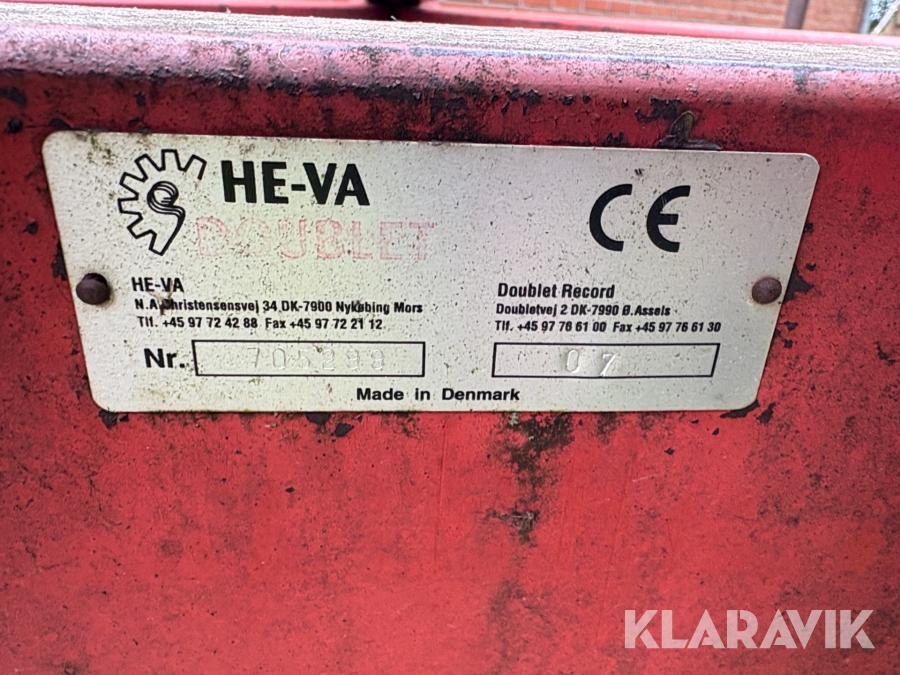 HE-VA
DOUBLET
CE
HE-VA
N.A.Christensensvej 34 DK-7900 Nykøbing Mors
Tlf. +45 97 72 42 88 Fax +45 97 72 21 12
Doublet Record
Doubletvej 2 DK-7990 Ø.Assels
Tlf. +45 97 76 61 00 Fax +45 97 76 61 30
Nr. 705299
07
Made in Denmark
KLARAVIK